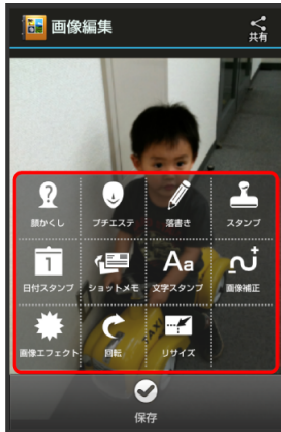 画像編集
共有
顔かくし
プチエステ
落書き
スタンプ
1
日付スタンプ
ショットメモ
Aa
文字スタンプ
画像補正
画像エフェクト
回転
リサイズ
保存